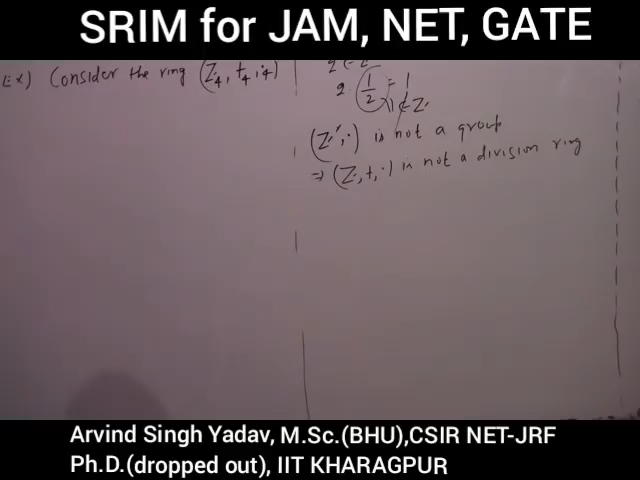 SRIM for JAM, NET, GATE
Ex) Consider the ring (Z₄, +₄, ·₄)
2 ∈ Z
2 (1/2) = 1
∉ Z
(Z', ·) is not a group
⇒ (Z, +, ·) is not a division ring
Arvind Singh Yadav, M.Sc.(BHU),CSIR NET-JRF
Ph.D.(dropped out), IIT KHARAGPUR